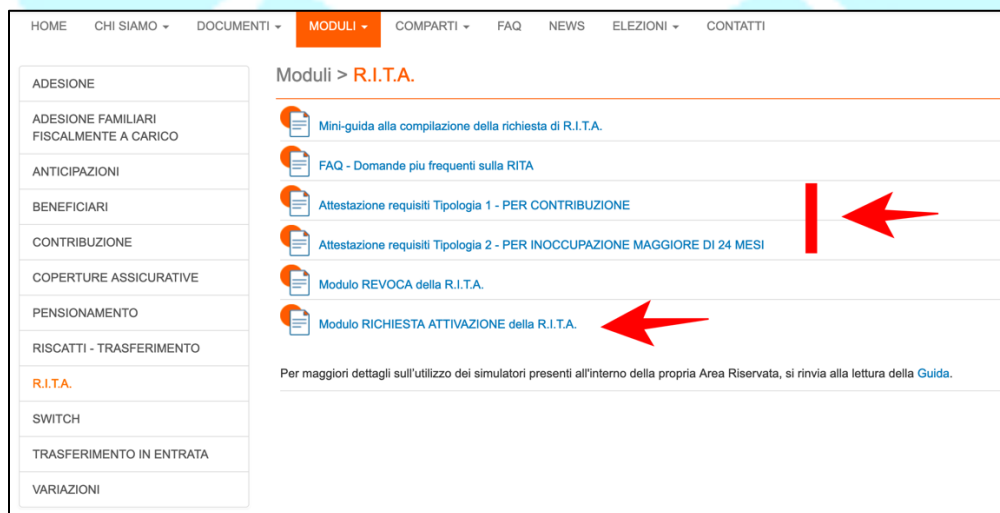 HOME CHI SIAMO DOCUMENTI MODULI COMPARTI FAQ NEWS ELEZIONI CONTATTI
ADESIONE
ADESIONE FAMILIARI
FISCALMENTE A CARICO
ANTICIPAZIONI
BENEFICIARI
CONTRIBUZIONE
COPERTURE ASSICURATIVE
PENSIONAMENTO
RISCATTI - TRASFERIMENTO
R.I.T.A.
SWITCH
TRASFERIMENTO IN ENTRATA
VARIAZIONI
Moduli > R.I.T.A.
Mini-guida alla compilazione della richiesta di R.I.T.A.
FAQ - Domande piu frequenti sulla RITA
Attestazione requisiti Tipologia 1 - PER CONTRIBUZIONE
Attestazione requisiti Tipologia 2 - PER INOCCUPAZIONE MAGGIORE DI 24 MESI
Modulo REVOCA della R.I.T.A.
Modulo RICHIESTA ATTIVAZIONE della R.I.T.A.
Per maggiori dettagli sull'utilizzo dei simulatori presenti all'interno della propria Area Riservata, si rinvia alla lettura della Guida.